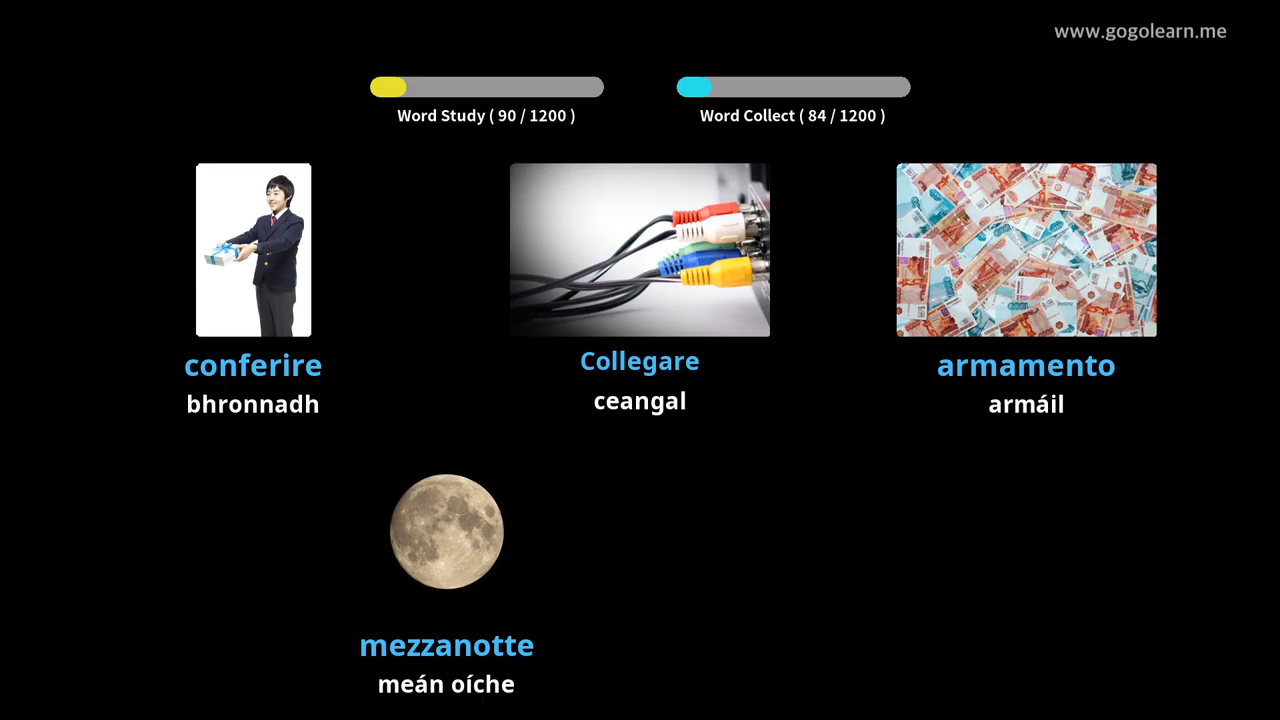 www.gogolearn.me
Word Study ( 90 / 1200 )
Word Collect ( 84 / 1200 )
conferire
bhronnadh
Collegare
ceangal
armamento
armáil
mezzanotte
meán oíche